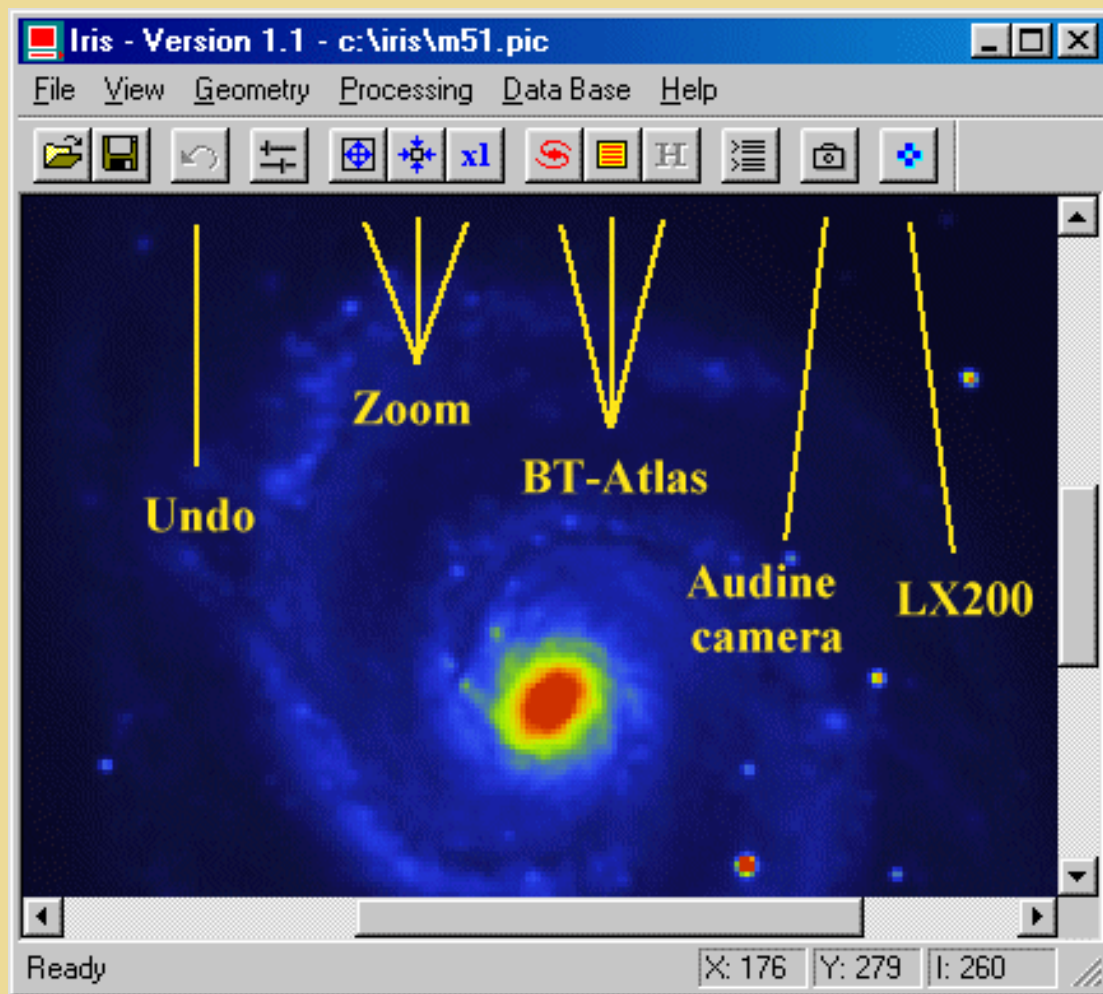 Iris - Version 1.1 - c:\iris\m51.pic
File View Geometry Processing Data Base Help
x1 H
Zoom
BT-Atlas
Undo
Audine
camera
LX200
Ready X: 176 Y: 279 I: 260